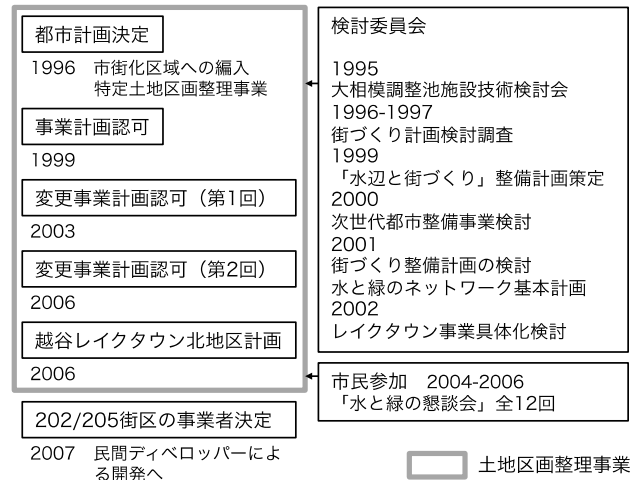 都市計画決定
1996　市街化区域への編入
特定土地区画整理事業
事業計画認可
1999
変更事業計画認可（第1回）
2003
変更事業計画認可（第2回）
2006
越谷レイクタウン北地区計画
2006
202/205街区の事業者決定
2007　民間ディベロッパーによ
る開発へ
検討委員会
1995
大相模調整池施設技術検討会
1996-1997
街づくり計画検討調査
1999
「水辺と街づくり」整備計画策定
2000
次世代都市整備事業検討
2001
街づくり整備計画の検討
水と緑のネットワーク基本計画
2002
レイクタウン事業具体化検討
市民参加　2004-2006
「水と緑の懇談会」全12回
土地区画整理事業